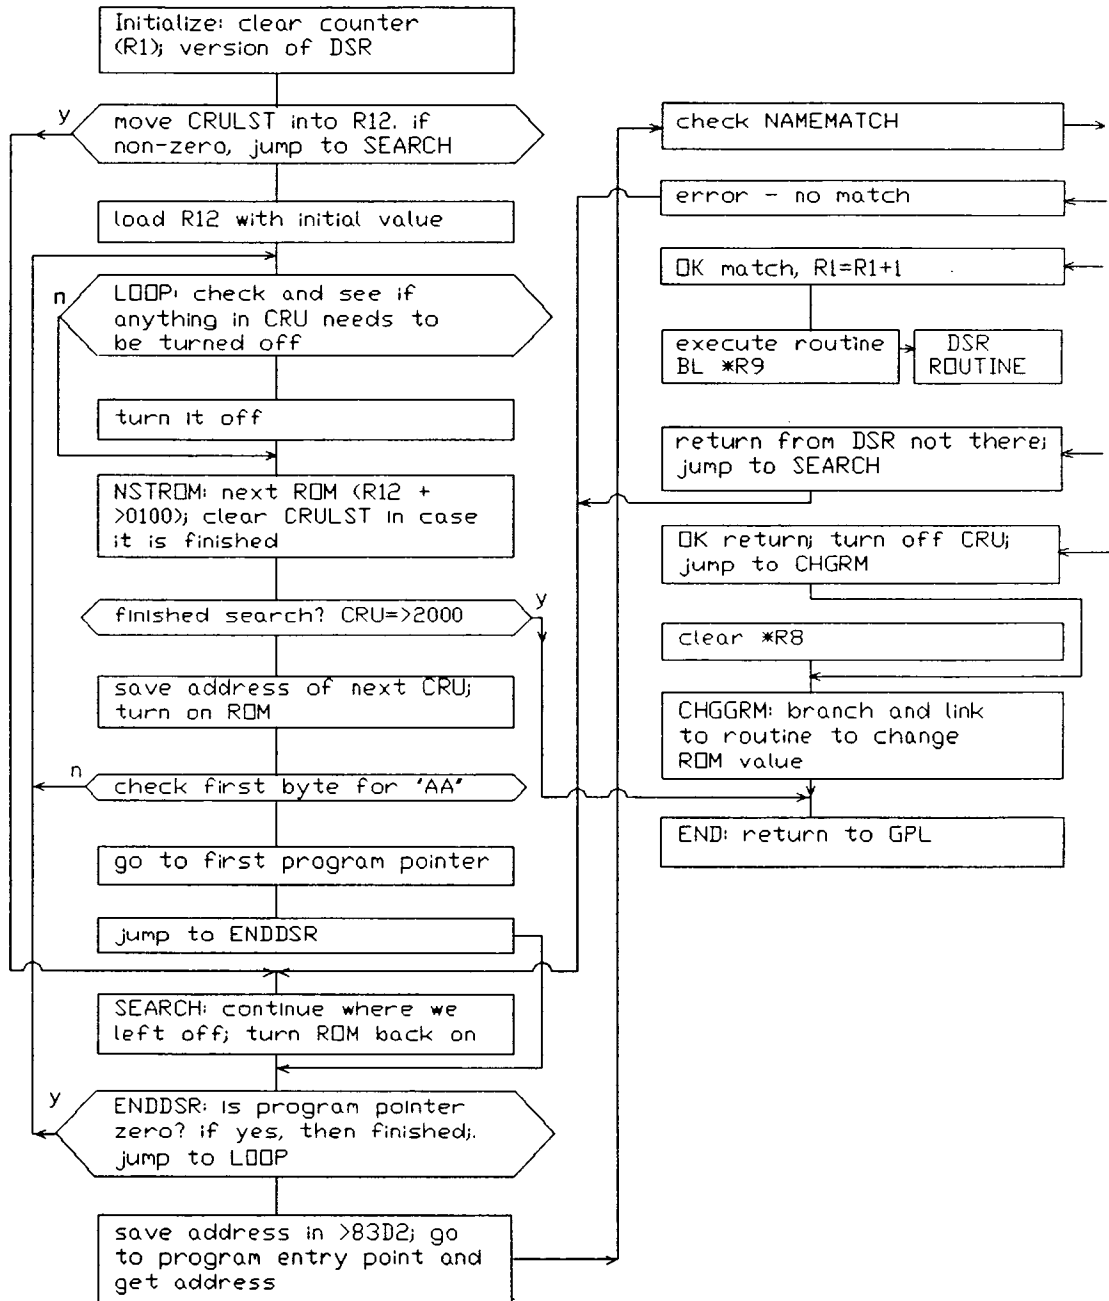 Initialize: clear counter
(R1); version of DSR
y
move CRULST into R12. if
non-zero, jump to SEARCH
load R12 with initial value
n
LOOP: check and see if
anything in CRU needs to
be turned off
turn it off
NSTROM: next ROM (R12 +
>0100); clear CRULST in case
it is finished
finished search? CRU=>2000
y
save address of next CRU;
turn on ROM
n
check first byte for "AA"
go to first program pointer
jump to ENDDSR
SEARCH: continue where we
left off; turn ROM back on
y
ENDDSR: is program pointer
zero? if yes, then finished;.
jump to LOOP
save address in >83D2; go
to program entry point and
get address
check NAMEMATCH
error - no match
OK match, R1=R1+1
execute routine
BL *R9
DSR
ROUTINE
return from DSR not there;
jump to SEARCH
OK return; turn off CRU;
jump to CHGRM
clear *R8
CHGGRM: branch and link
to routine to change
ROM value
END: return to GPL